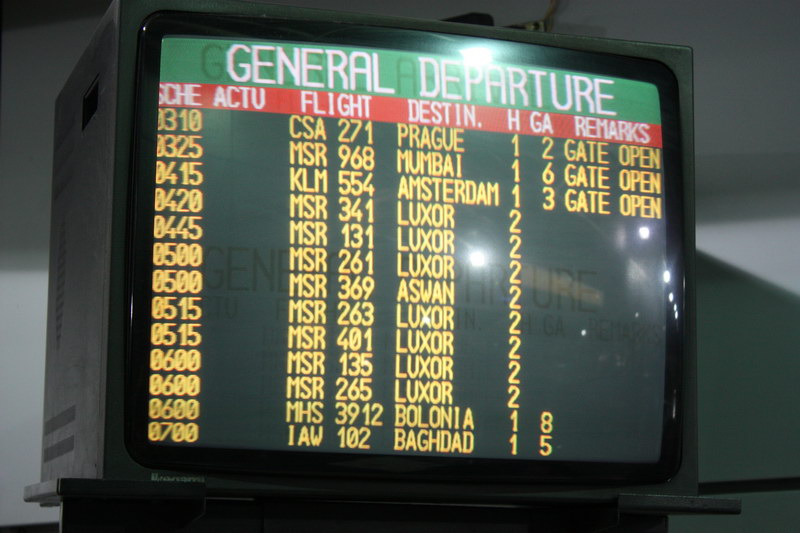 GENERAL DEPARTURE
SCHE ACTU FLIGHT DESTIN. H GA REMARKS
0310 CSA 271 PRAGUE 1 2 GATE OPEN
0325 MSR 968 MUMBAI 1 6 GATE OPEN
0415 KLM 554 AMSTERDAM 1 3 GATE OPEN
0420 MSR 341 LUXOR 2
0445 MSR 131 LUXOR 2
0500 MSR 261 LUXOR 2
0500 MSR 369 ASWAN 2
0515 MSR 263 LUXOR 2
0515 MSR 401 LUXOR 2
0600 MSR 135 LUXOR 2
0600 MSR 265 LUXOR 2
0600 MHS 3912 BOLONIA 1 8
0700 IAW 102 BAGHDAD 1 5